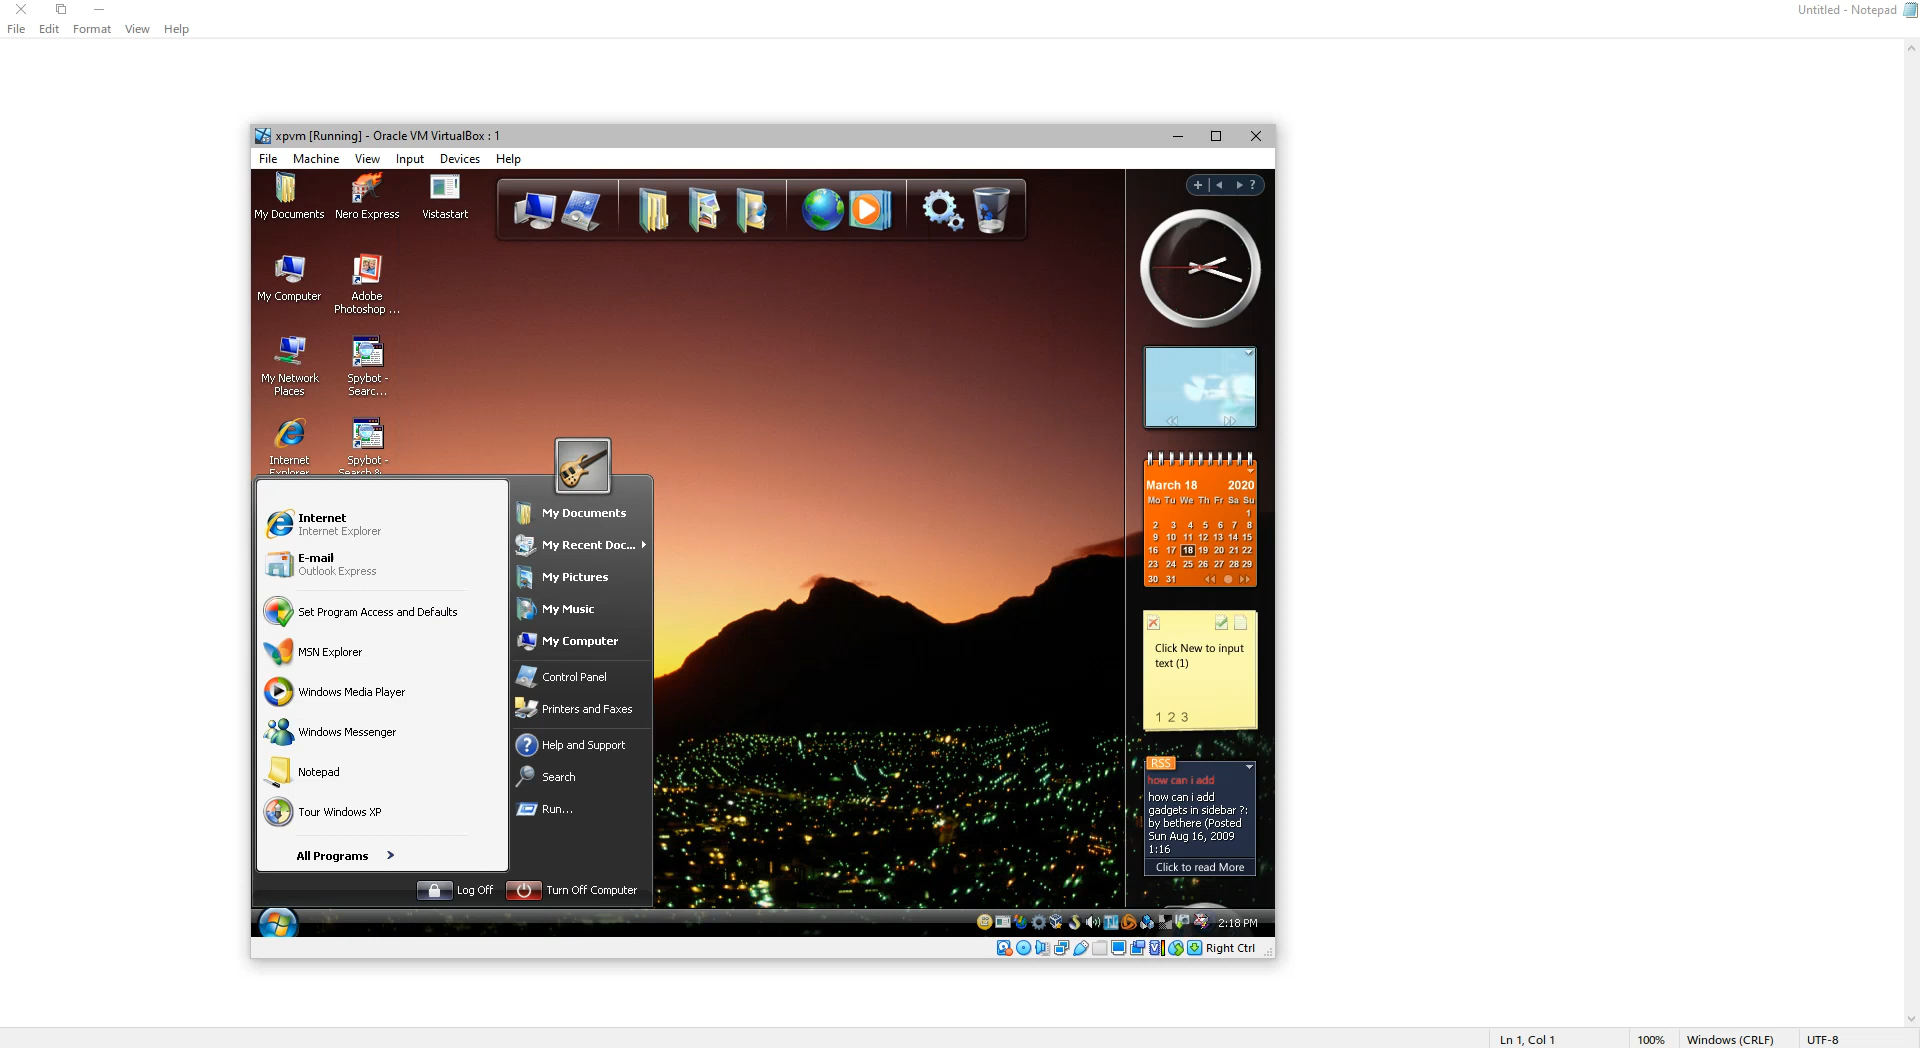 Untitled - Notepad
File Edit Format View Help
xpvm [Running] - Oracle VM VirtualBox : 1
File Machine View Input Devices Help
My Documents
Nero Express
Vistastart
My Computer
Adobe
Photoshop ...
My Network
Places
Spybot -
Searc...
Internet
Explorer
Spybot -
Search &
Internet
Internet Explorer
E-mail
Outlook Express
Set Program Access and Defaults
MSN Explorer
Windows Media Player
Windows Messenger
Notepad
Tour Windows XP
All Programs
My Documents
My Recent Doc...
My Pictures
My Music
My Computer
Control Panel
Printers and Faxes
Help and Support
Search
Run...
Log Off
Turn Off Computer
March 18 2020
Mo Tu We Th Fr Sa Su
1
2 3 4 5 6 7 8
9 10 11 12 13 14 15
16 17 18 19 20 21 22
23 24 25 26 27 28 29
30 31
Click New to input
text (1)
1 2 3
RSS
how can i add
how can i add
gadgets in sidebar ?:
by bethere (Posted
Sun Aug 16, 2009
1:16
Click to read More
2:18 PM
Right Ctrl
Ln 1, Col 1
100%
Windows (CRLF)
UTF-8